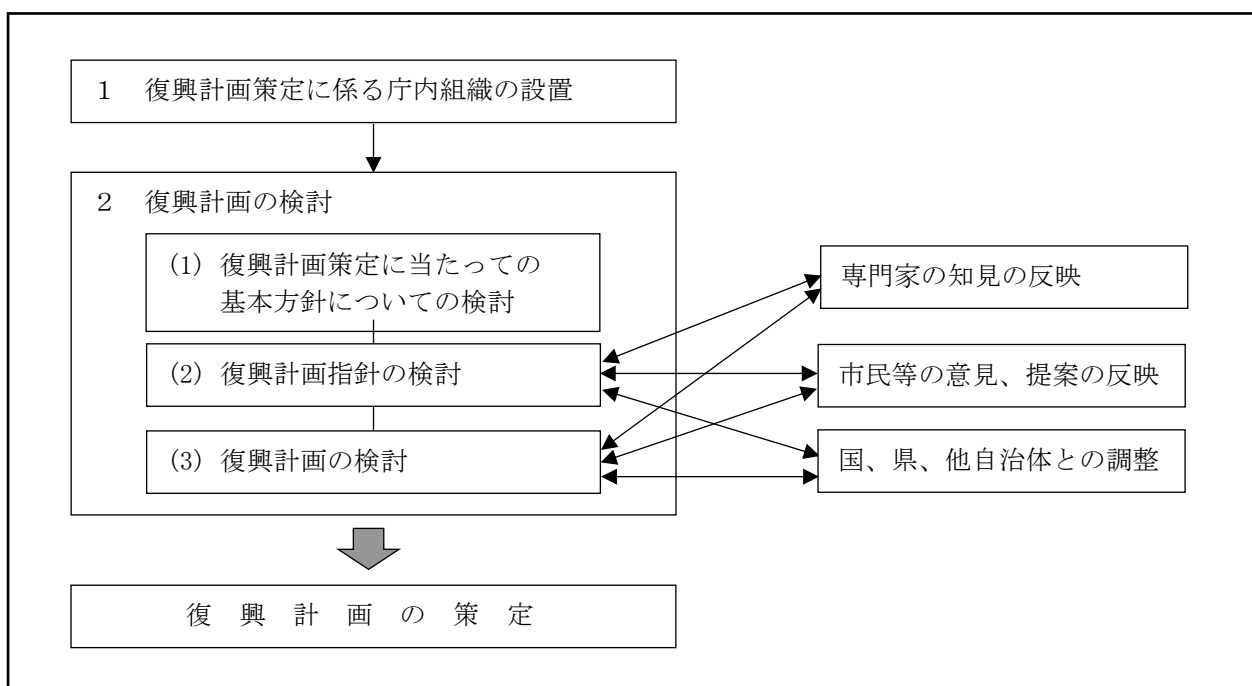 1 復興計画策定に係る庁内組織の設置
2 復興計画の検討
(1) 復興計画策定に当たっての
基本方針についての検討
(2) 復興計画指針の検討
(3) 復興計画の検討
専門家の知見の反映
市民等の意見、提案の反映
国、県、他自治体との調整
復 興 計 画 の 策 定